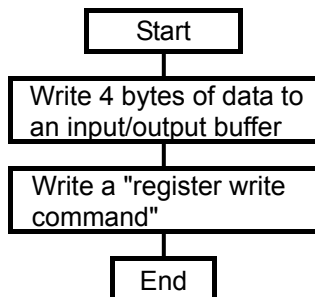 Start
Write 4 bytes of data to
an input/output buffer
Write a "register write
command"
End